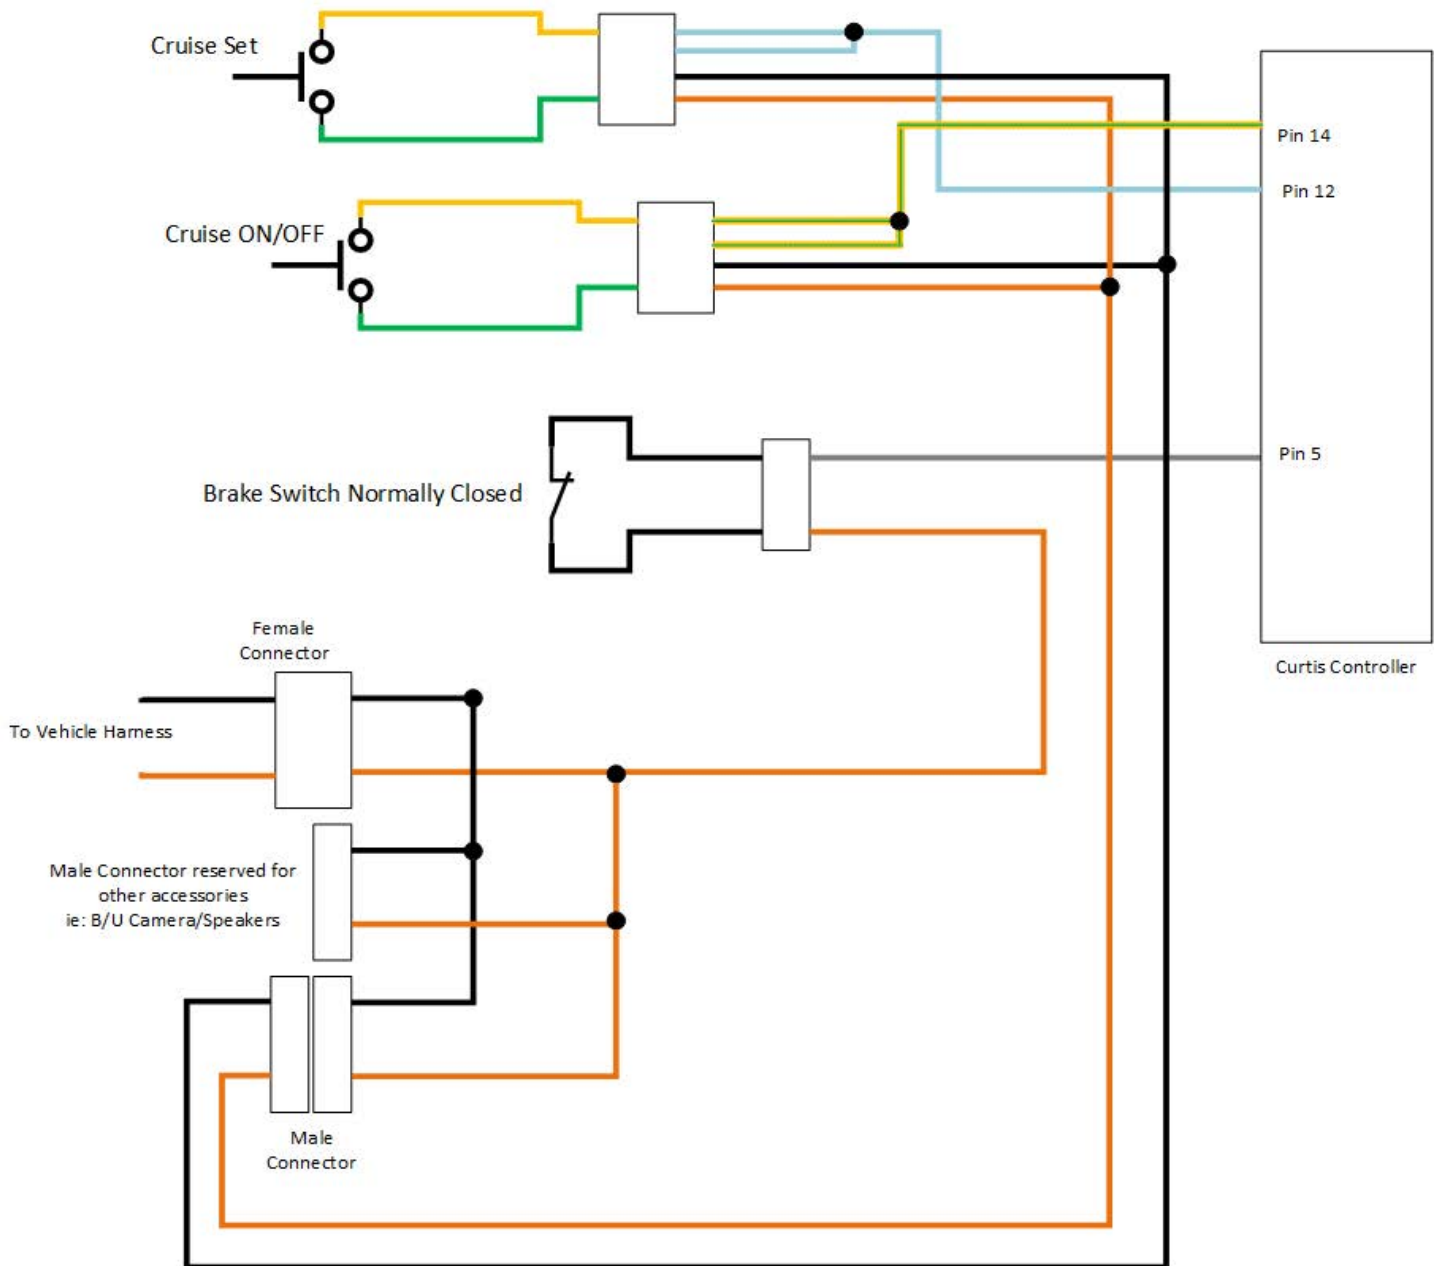 Cruise Set
Pin 14
Pin 12
Cruise ON/OFF
Pin 5
Brake Switch Normally Closed
Female
Connector
Curtis Controller
To Vehicle Harness
Male Connector reserved for
other accessories
ie: B/U Camera/Speakers
Male
Connector